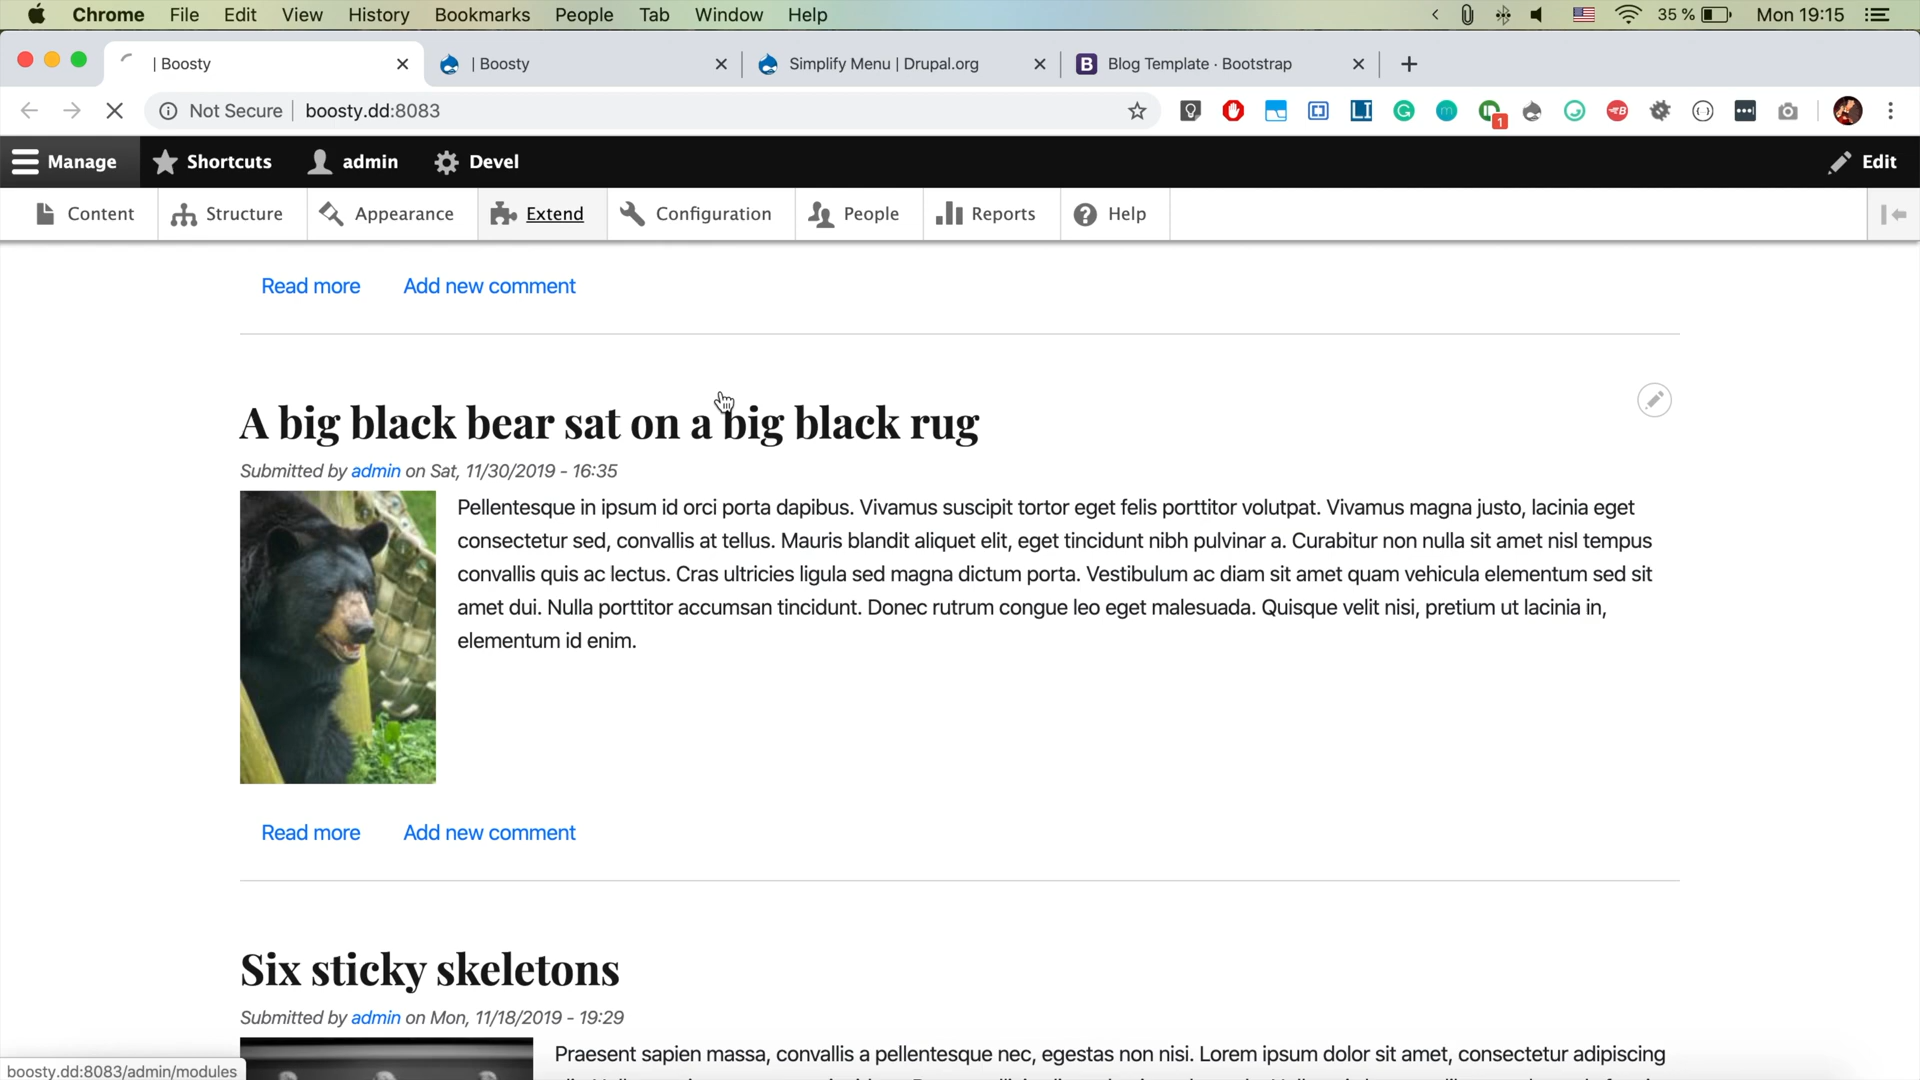 Chrome File Edit View History Bookmarks People Tab Window Help 35 % Mon 19:15
| Boosty | Boosty Simplify Menu | Drupal.org B Blog Template · Bootstrap
Not Secure boosty.dd:8083 1
Manage Shortcuts admin Devel Edit
Content Structure Appearance Extend Configuration People Reports Help
Read more Add new comment
A big black bear sat on a big black rug
Submitted by admin on Sat, 11/30/2019 - 16:35
Pellentesque in ipsum id orci porta dapibus. Vivamus suscipit tortor eget felis porttitor volutpat. Vivamus magna justo, lacinia eget
consectetur sed, convallis at tellus. Mauris blandit aliquet elit, eget tincidunt nibh pulvinar a. Curabitur non nulla sit amet nisl tempus
convallis quis ac lectus. Cras ultricies ligula sed magna dictum porta. Vestibulum ac diam sit amet quam vehicula elementum sed sit
amet dui. Nulla porttitor accumsan tincidunt. Donec rutrum congue leo eget malesuada. Quisque velit nisi, pretium ut lacinia in,
elementum id enim.
Read more Add new comment
Six sticky skeletons
Submitted by admin on Mon, 11/18/2019 - 19:29
Praesent sapien massa, convallis a pellentesque nec, egestas non nisi. Lorem ipsum dolor sit amet, consectetur adipiscing
boosty.dd:8083/admin/modules